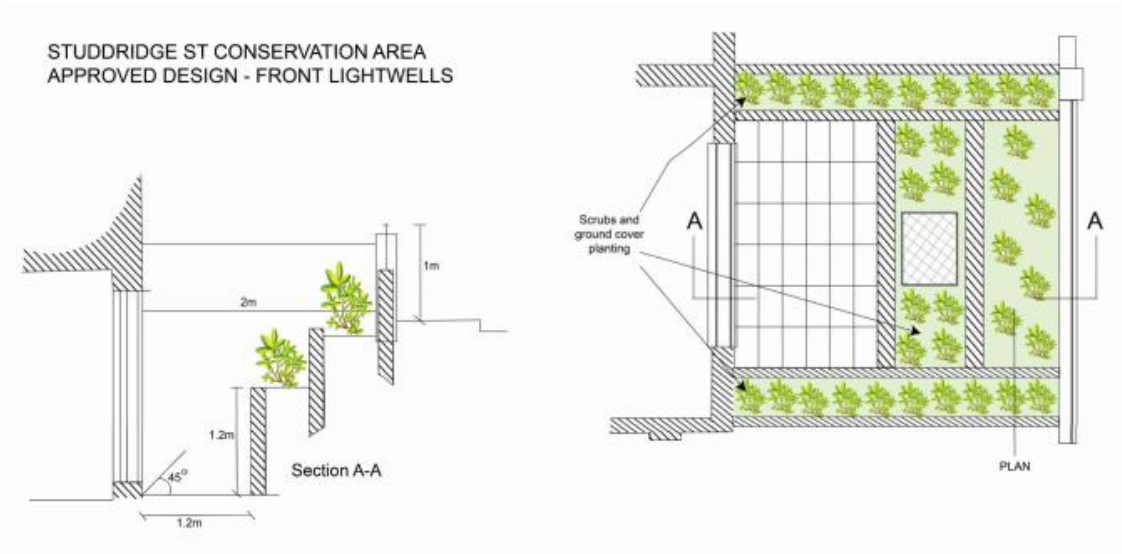 STUDDRIDGE ST CONSERVATION AREA
APPROVED DESIGN - FRONT LIGHTWELLS
1m
2m
1.2m
45°
Section A-A
1.2m
Scrubs and
ground cover
planting
A
A
PLAN